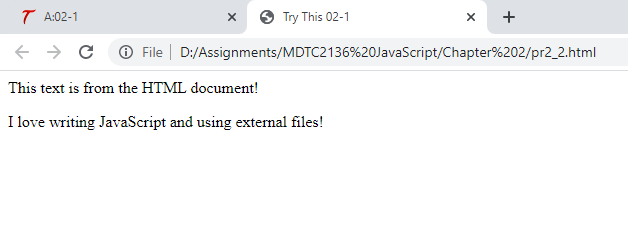 A:02-1
Try This 02-1
File | D:/Assignments/MDTC2136%20JavaScript/Chapter%202/pr2_2.html
This text is from the HTML document!
I love writing JavaScript and using external files!